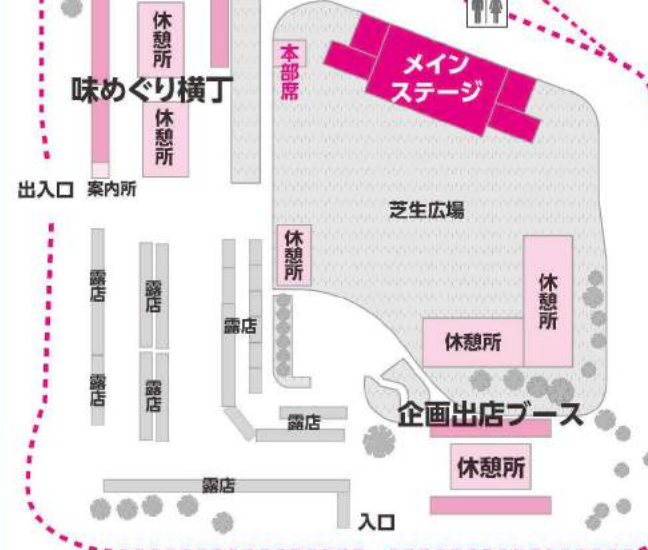 休憩所
本部席
メイン
ステージ
味めぐり横丁
休憩所
出入口
案内所
芝生広場
休憩所
休憩所
露店
露店
露店
休憩所
露店
露店
企画出店ブース
露店
休憩所
露店
入口